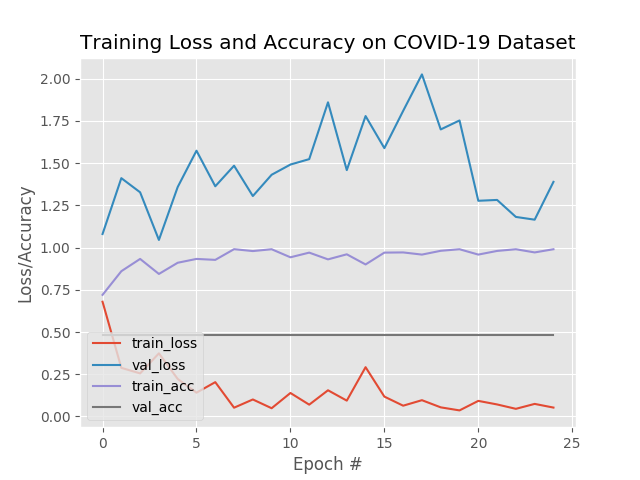 Training Loss and Accuracy on COVID-19 Dataset
2.00
1.75
1.50
1.25
1.00
0.75
0.50
0.25
0.00
Loss/Accuracy
train_loss
val_loss
train_acc
val_acc
0 5 10 15 20 25
Epoch #